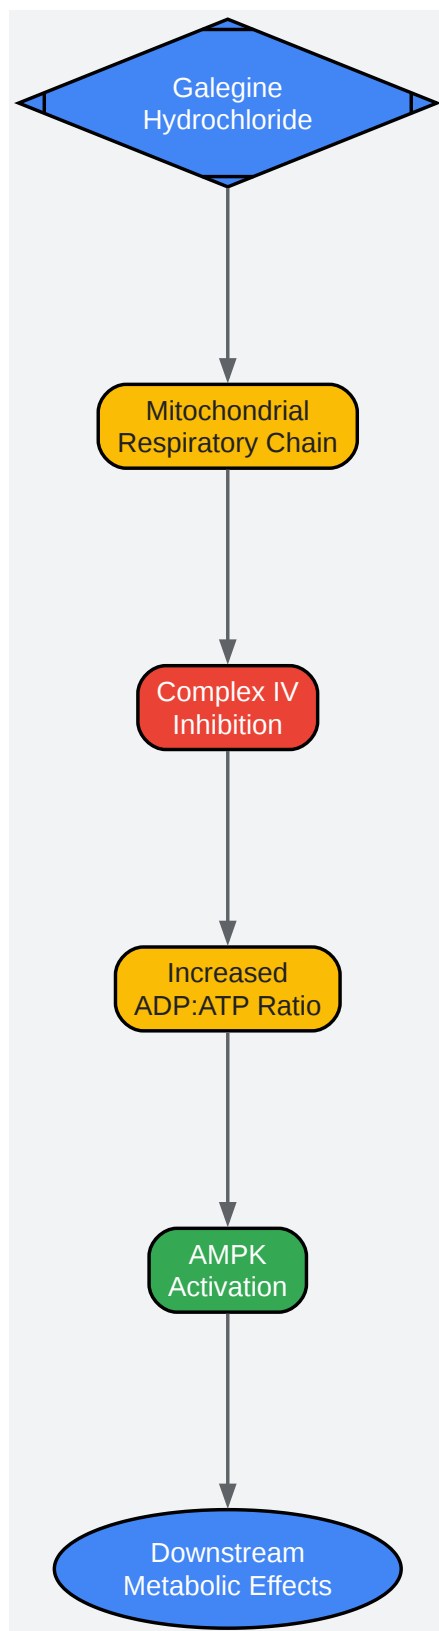 Galegine
Hydrochloride
Mitochondrial
Respiratory Chain
Complex IV
Inhibition
Increased
ADP:ATP Ratio
AMPK
Activation
Downstream
Metabolic Effects